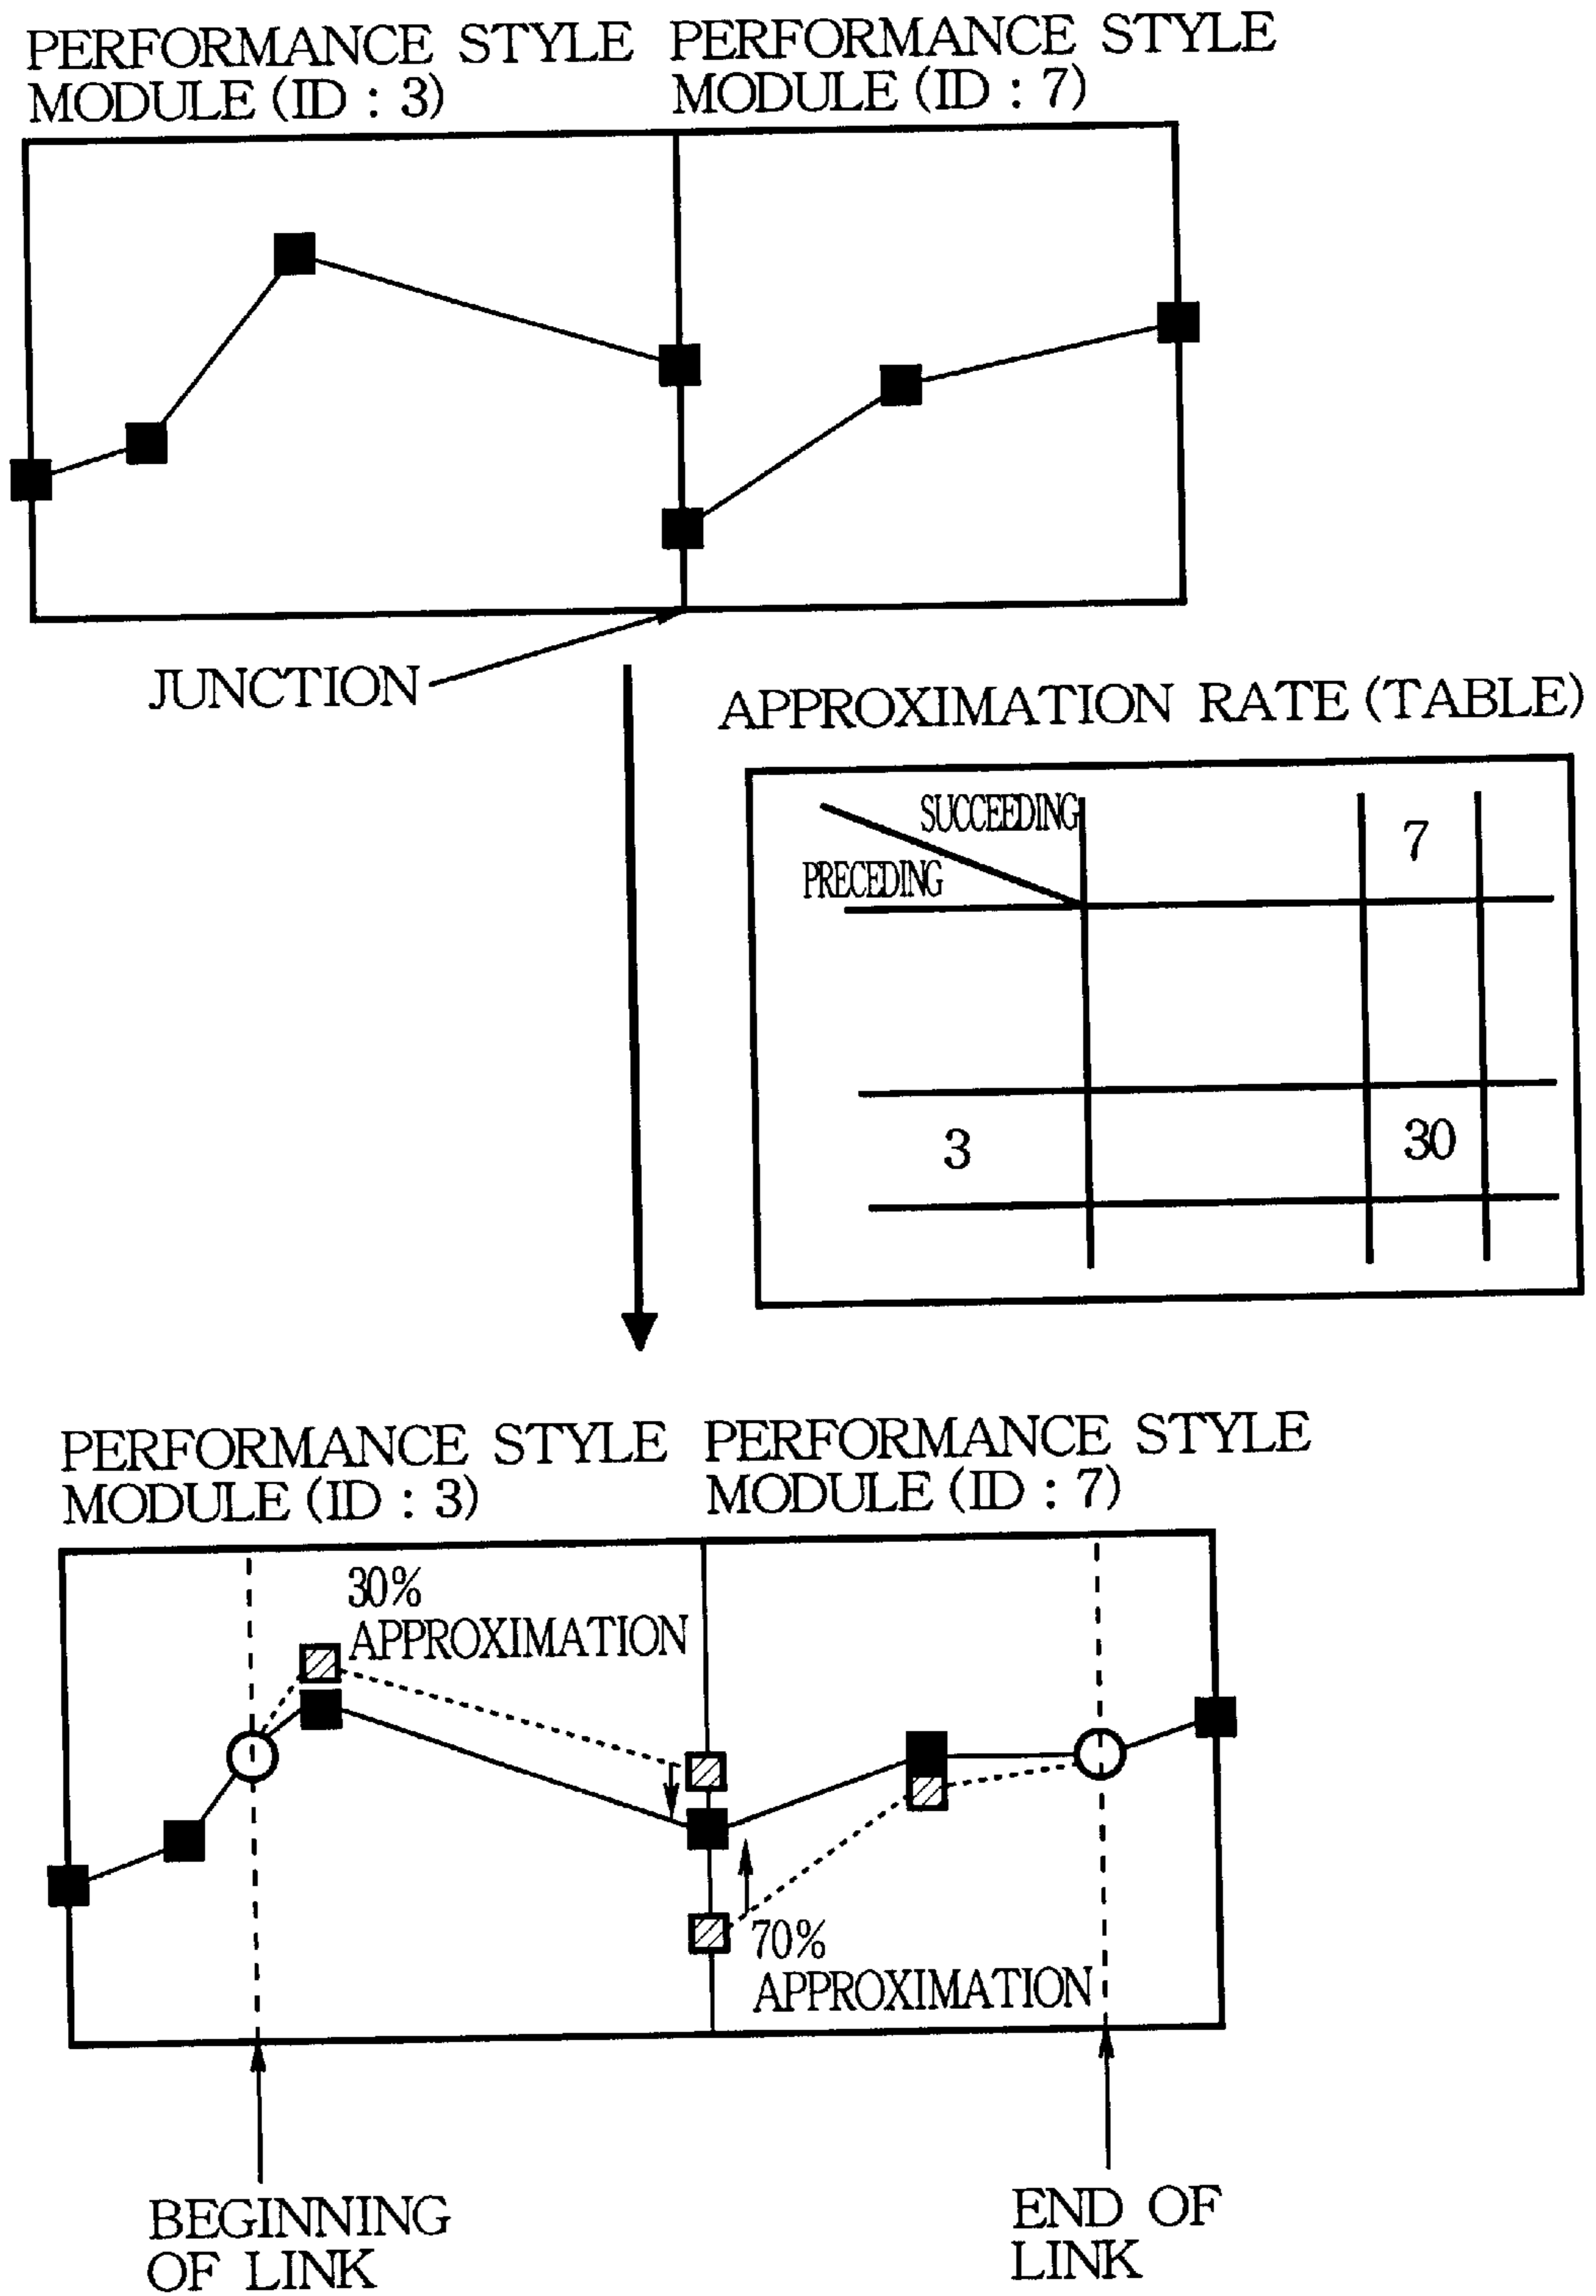 PERFORMANCE STYLE
MODULE (ID : 3)
PERFORMANCE STYLE
MODULE (ID : 7)
JUNCTION
APPROXIMATION RATE (TABLE)
SUCCEEDING
7
PRECEDING
3
30
PERFORMANCE STYLE
MODULE (ID : 3)
PERFORMANCE STYLE
MODULE (ID : 7)
30%
APPROXIMATION
70%
APPROXIMATION
BEGINNING
OF LINK
END OF
LINK